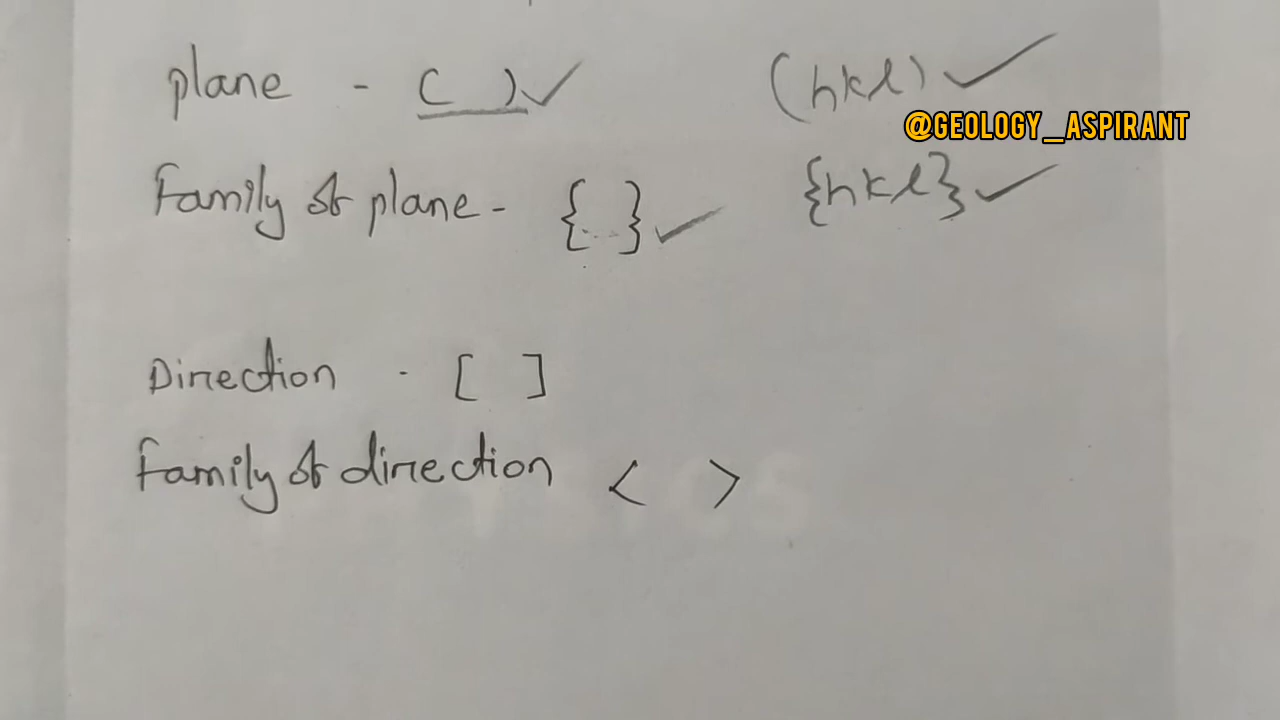 plane - ( ) ✓ (hkl) ✓
@GEOLOGY_ASPIRANT
Family of plane - {...} ✓ {hkl} ✓
Direction - [ ]
Family of direction < >